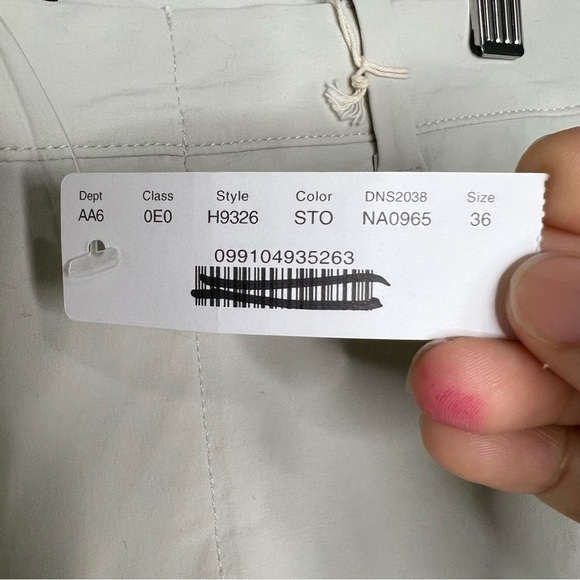 Dept Class Style Color DNS2038 Size
AA6 0E0 H9326 STO NA0965 36
099104935263